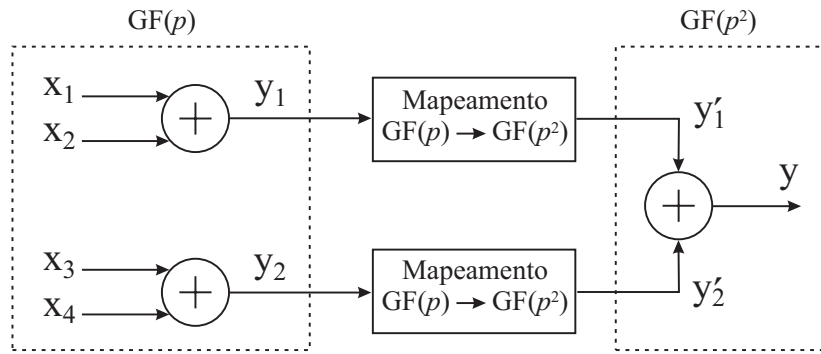 GF(p)
GF(p²)
x₁
x₂
+
y₁
Mapeamento
GF(p) → GF(p²)
y′₁
+
y
x₃
x₄
+
y₂
Mapeamento
GF(p) → GF(p²)
y′₂